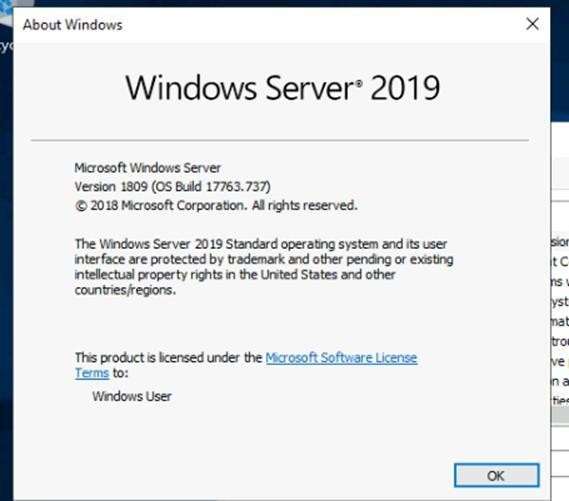 About Windows
Windows Server® 2019
Microsoft Windows Server
Version 1809 (OS Build 17763.737)
© 2018 Microsoft Corporation. All rights reserved.
The Windows Server 2019 Standard operating system and its user
interface are protected by trademark and other pending or existing
intellectual property rights in the United States and other
countries/regions.
This product is licensed under the Microsoft Software License
Terms to:
Windows User
OK